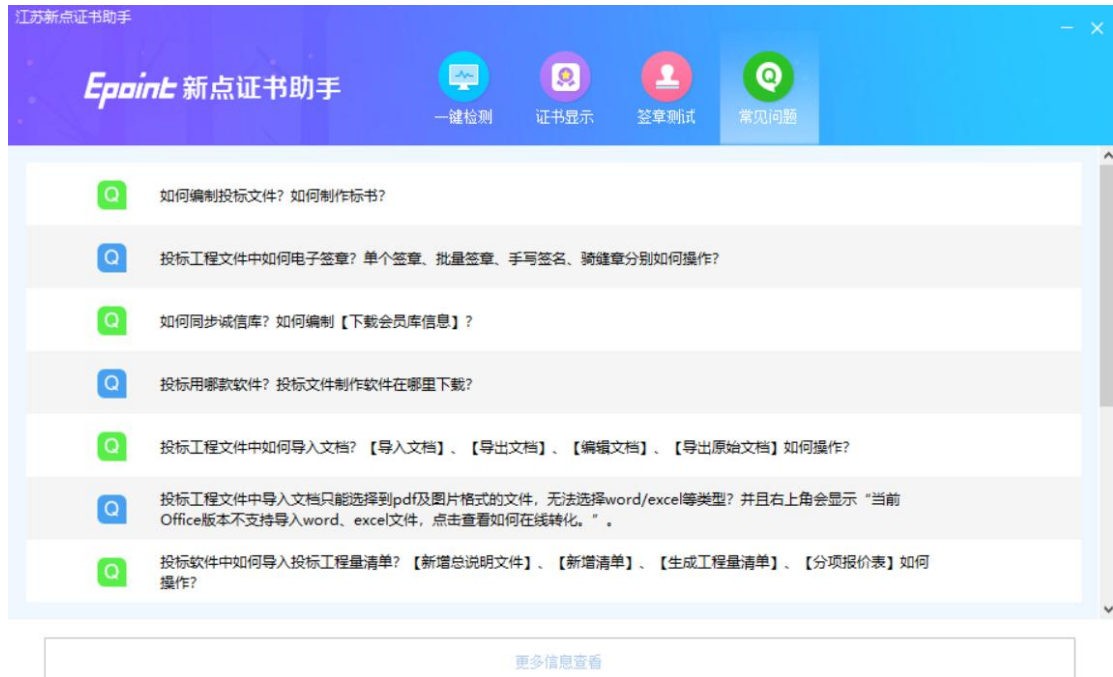 江苏新点证书助手
Epoint 新点证书助手
一键检测
证书显示
签章测试
常见问题
Q 如何编制投标文件？如何制作标书？
Q 投标工程文件中如何电子签章？单个签章、批量签章、手写签名、骑缝章分别如何操作？
Q 如何同步诚信库？如何编制【下载会员库信息】？
Q 投标用哪款软件？投标文件制作软件在哪里下载？
Q 投标工程文件中如何导入文档？【导入文档】、【导出文档】、【编辑文档】、【导出原始文档】如何操作？
Q 投标工程文件中导入文档只能选择到pdf及图片格式的文件，无法选择word/excel等类型？并且右上角会显示“当前
Office版本不支持导入word、excel文件，点击查看如何在线转化。”。
Q 投标软件中如何导入投标工程量清单？【新增总说明文件】、【新增清单】、【生成工程量清单】、【分项报价表】如何
操作？
更多信息查看